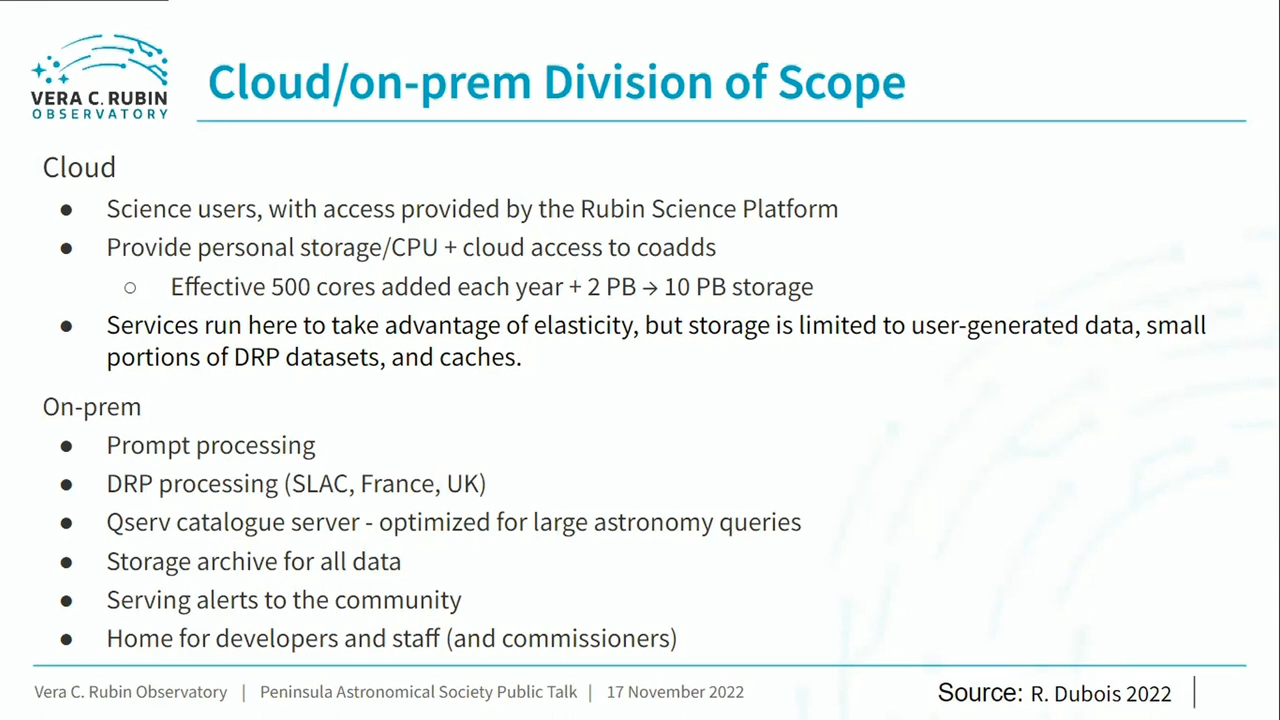 VERA C. RUBIN
OBSERVATORY
Cloud/on-prem Division of Scope
Cloud
● Science users, with access provided by the Rubin Science Platform
● Provide personal storage/CPU + cloud access to coadds
○ Effective 500 cores added each year + 2 PB → 10 PB storage
● Services run here to take advantage of elasticity, but storage is limited to user-generated data, small
portions of DRP datasets, and caches.
On-prem
● Prompt processing
● DRP processing (SLAC, France, UK)
● Qserv catalogue server - optimized for large astronomy queries
● Storage archive for all data
● Serving alerts to the community
● Home for developers and staff (and commissioners)
Vera C. Rubin Observatory | Peninsula Astronomical Society Public Talk | 17 November 2022
Source: R. Dubois 2022 |